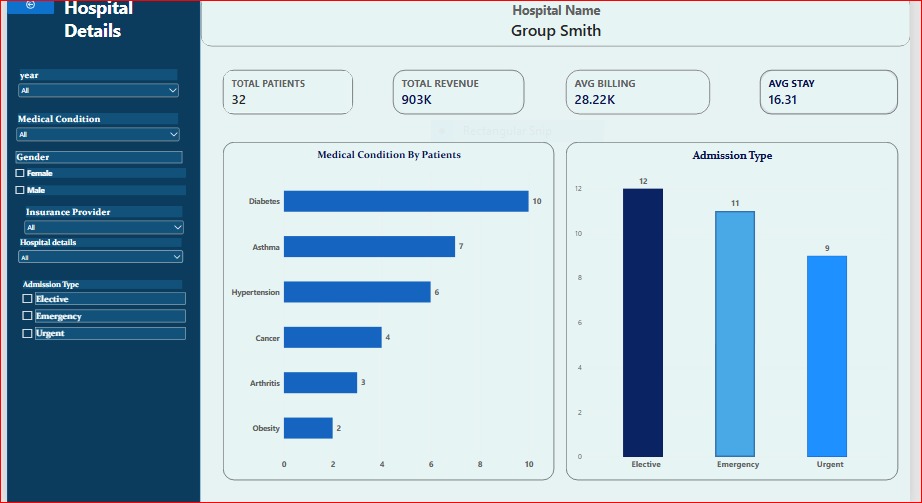 Hospital
Details
year
All
Medical Condition
All
Gender
Female
Male
Insurance Provider
All
Hospital details
All
Admission Type
Elective
Emergency
Urgent
Hospital Name
Group Smith
TOTAL PATIENTS
32
TOTAL REVENUE
903K
AVG BILLING
28.22K
AVG STAY
16.31
Medical Condition By Patients
Diabetes 10
Asthma 7
Hypertension 6
Cancer 4
Arthritis 3
Obesity 2
0 2 4 6 8 10
Admission Type
12
10
8
6
4
2
0
12
11
9
Elective Emergency Urgent